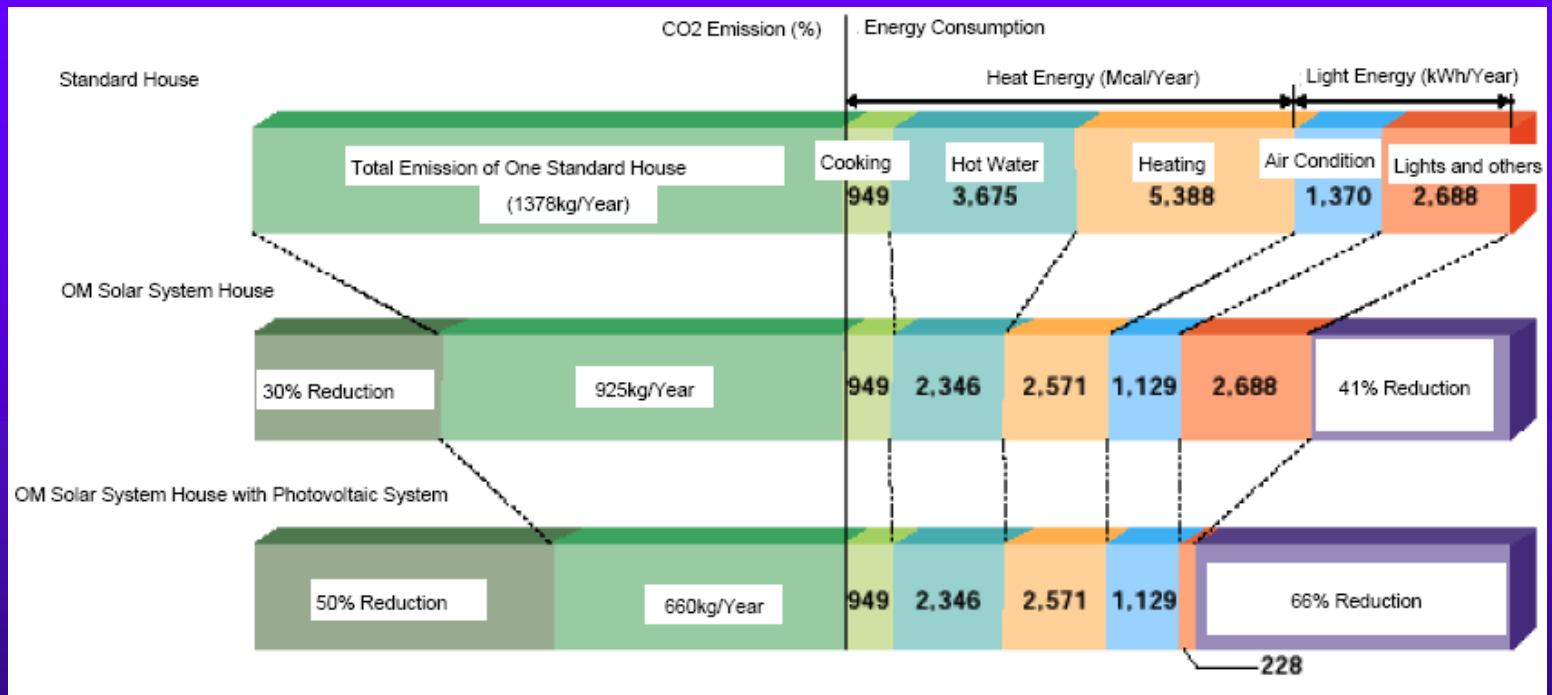 CO2 Emission (%)
Energy Consumption
Standard House
Heat Energy (Mcal/Year)
Light Energy (kWh/Year)
Total Emission of One Standard House
(1378kg/Year)
Cooking
949
Hot Water
3,675
Heating
5,388
Air Condition
1,370
Lights and others
2,688
OM Solar System House
30% Reduction
925kg/Year
949
2,346
2,571
1,129
2,688
41% Reduction
OM Solar System House with Photovoltaic System
50% Reduction
660kg/Year
949
2,346
2,571
1,129
66% Reduction
228